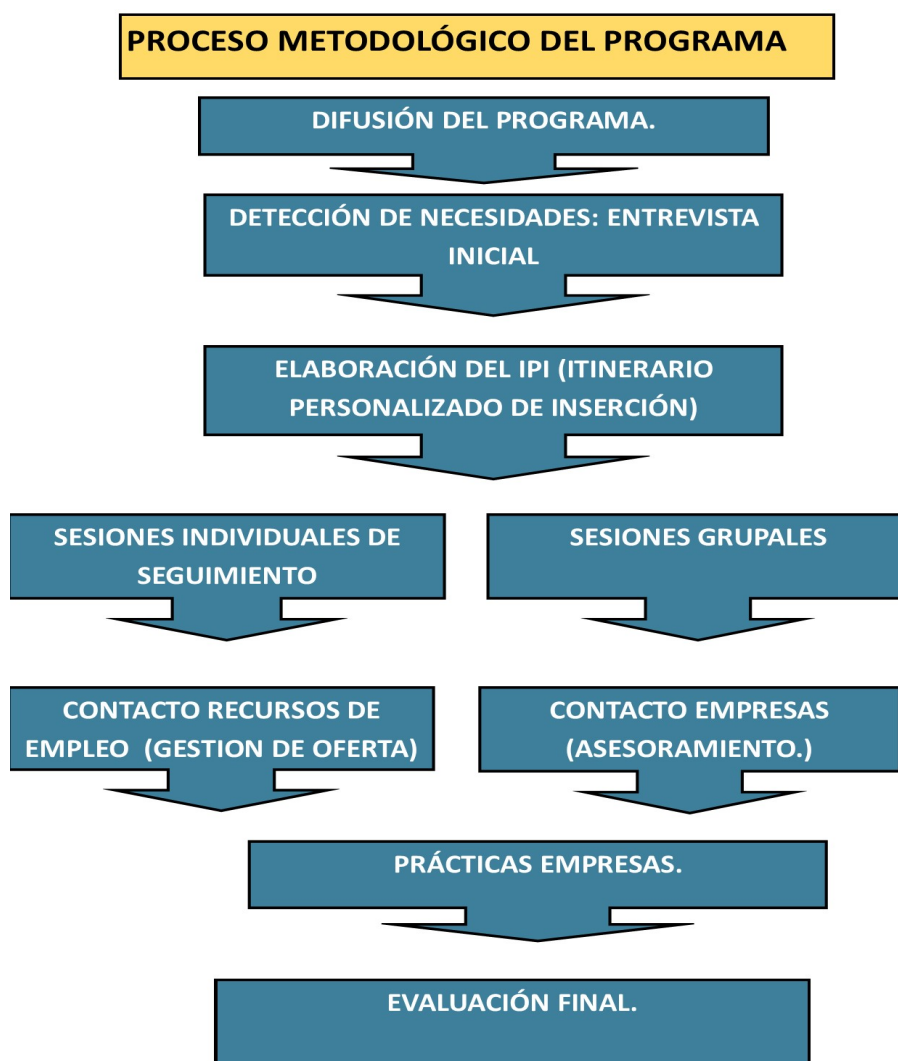 PROCESO METODOLÓGICO DEL PROGRAMA
DIFUSIÓN DEL PROGRAMA.
DETECCIÓN DE NECESIDADES: ENTREVISTA
INICIAL
ELABORACIÓN DEL IPI (ITINERARIO
PERSONALIZADO DE INSERCIÓN)
SESIONES INDIVIDUALES DE
SEGUIMIENTO
SESIONES GRUPALES
CONTACTO RECURSOS DE
EMPLEO (GESTION DE OFERTA)
CONTACTO EMPRESAS
(ASESORAMIENTO.)
PRÁCTICAS EMPRESAS.
EVALUACIÓN FINAL.